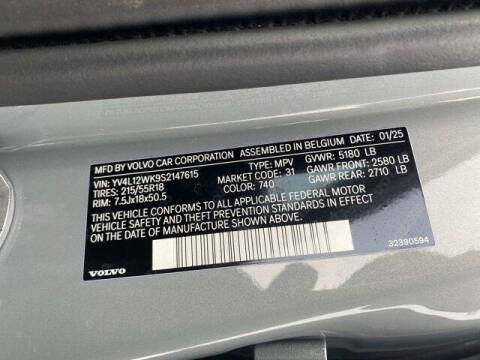 MFD BY VOLVO CAR CORPORATION ASSEMBLED IN BELGIUM 01/25
VIN: YV4L12WK9S2147615 TYPE: MPV GVWR: 5180 LB
TIRES: 215/55R18 MARKET: 31 GAWR FRONT: 2580 LB
RIM: 7.5Jx18x50.5 COLOR: 740 GAWR REAR: 2710 LB
THIS VEHICLE CONFORMS TO ALL APPLICABLE FEDERAL MOTOR
VEHICLE SAFETY AND THEFT PREVENTION STANDARDS IN EFFECT
ON THE DATE OF MANUFACTURE SHOWN ABOVE.
VOLVO 32390594